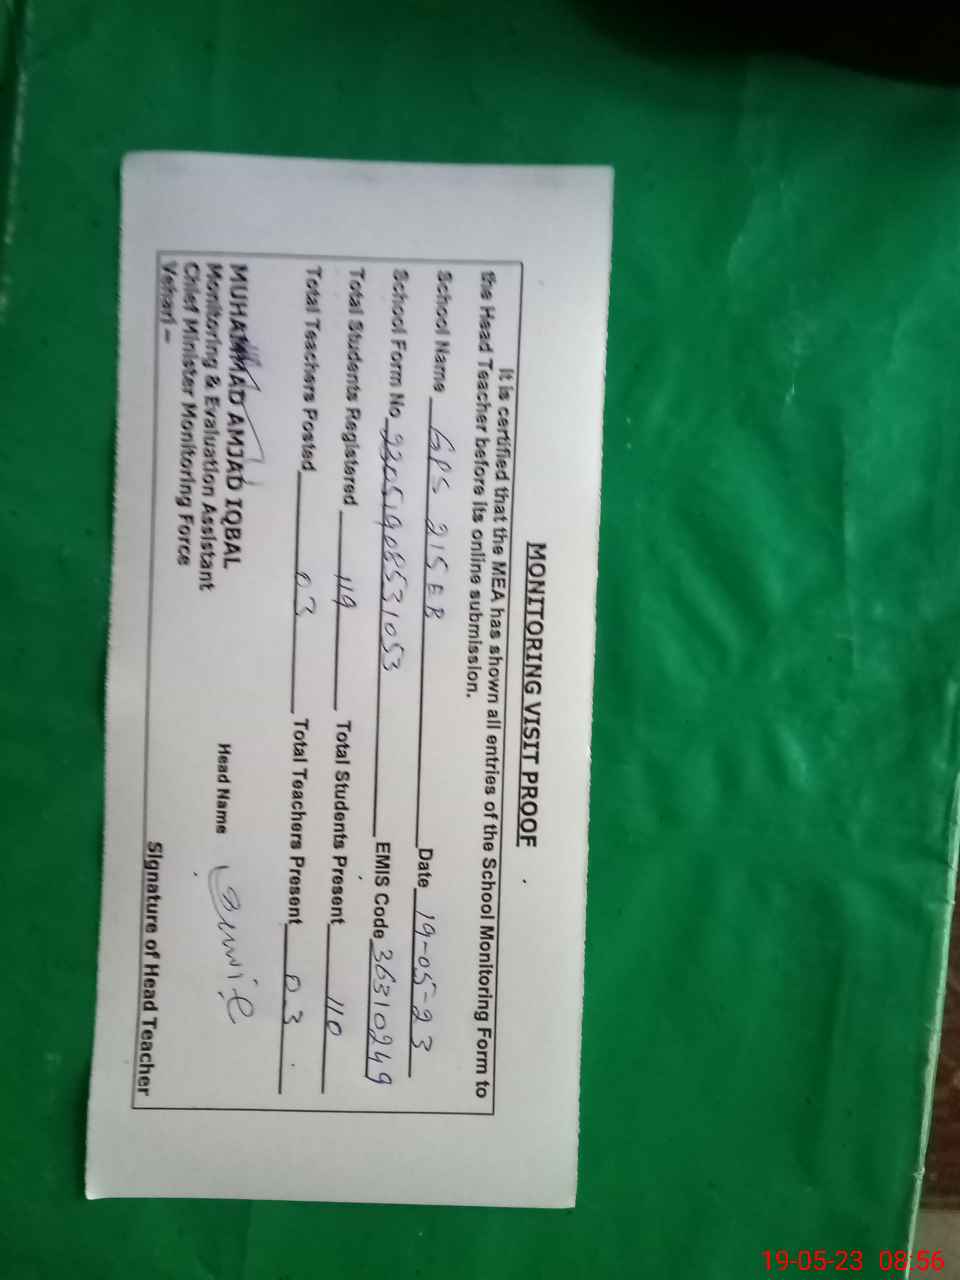 MONITORING VISIT PROOF
It is certified that the MEA has shown all entries of the School Monitoring Form to
the Head Teacher before its online submission.
School Name GPS 215 EB Date 19-05-23
School Form No 23051908531053 EMIS Code 36310249
Total Students Registered 119 Total Students Present 110
Total Teachers Posted 03 Total Teachers Present 03
MUHAMMAD AMJAD IQBAL
Monitoring & Evaluation Assistant Head Name
Chief Minister Monitoring Force
Vehari – Signature of Head Teacher
19-05-23 08:56